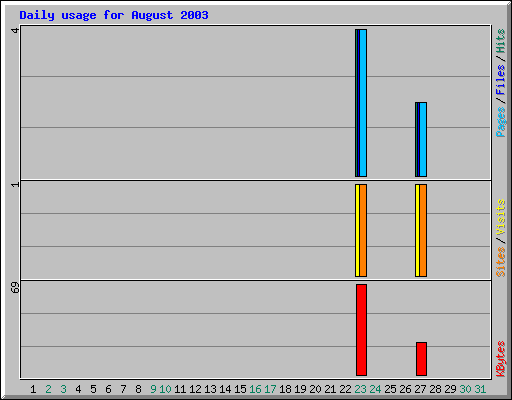 Daily usage for August 2003
4
1
69
Pages / Files / Hits
Sites / Visits
KBytes
1 2 3 4 5 6 7 8 9 10 11 12 13 14 15 16 17 18 19 20 21 22 23 24 25 26 27 28 29 30 31